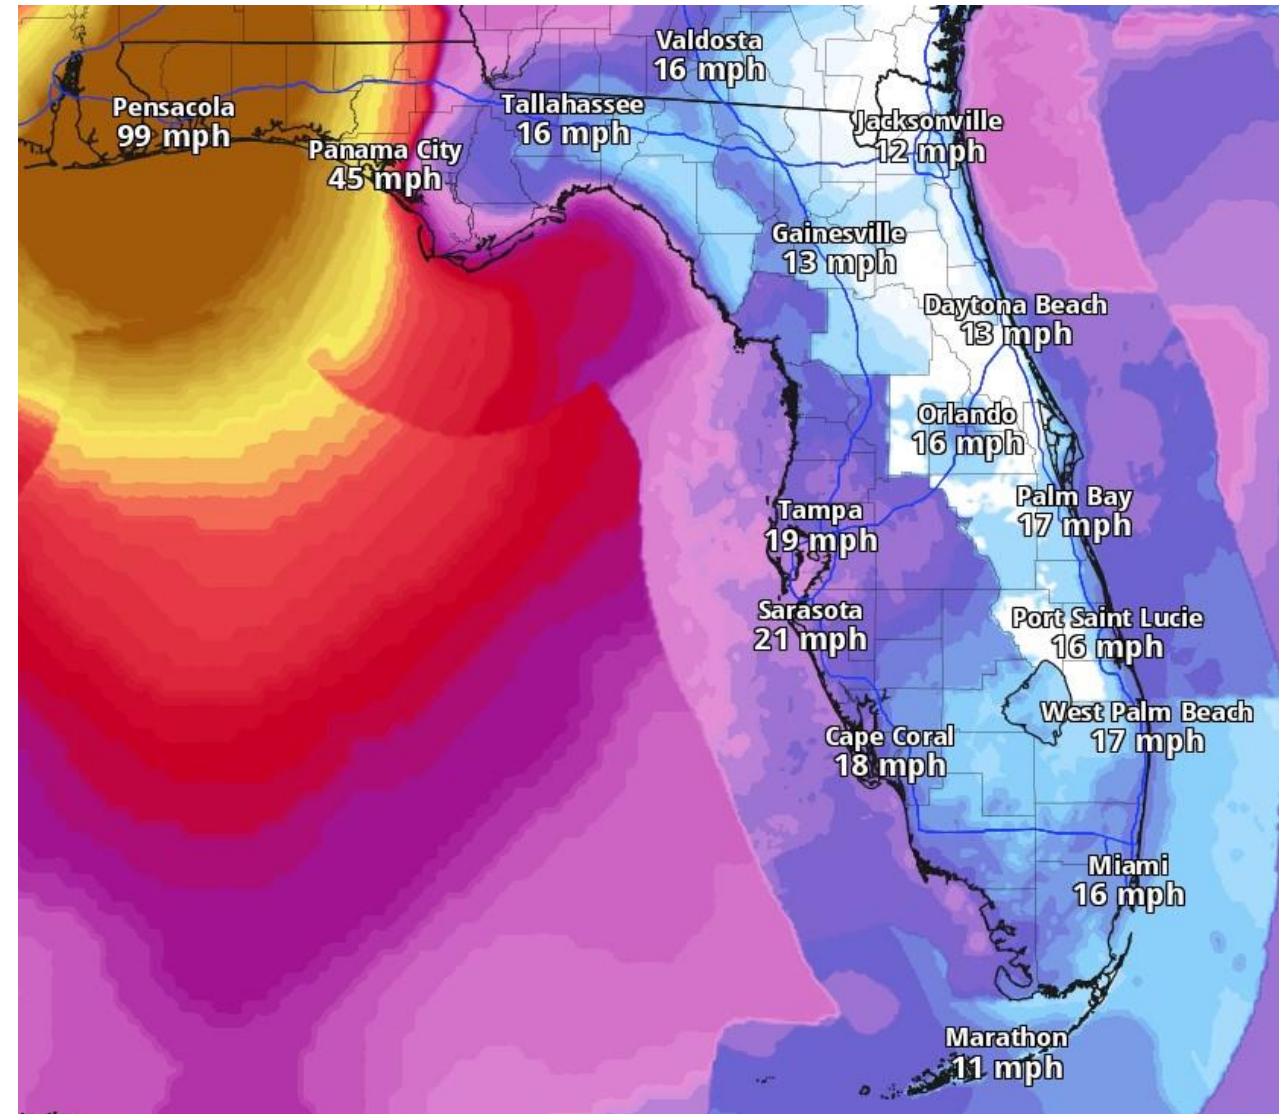 Valdosta
16 mph
Pensacola
99 mph
Tallahassee
16 mph
Jacksonville
12 mph
Panama City
45 mph
Gainesville
13 mph
Daytona Beach
13 mph
Orlando
16 mph
Palm Bay
17 mph
Tampa
19 mph
Sarasota
21 mph
Port Saint Lucie
16 mph
West Palm Beach
17 mph
Cape Coral
18 mph
Miami
16 mph
Marathon
11 mph